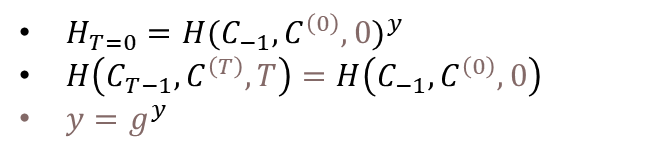 • H_{T=0} = H(C_{-1}, C^{(0)}, 0)^y
• H(C_{T-1}, C^{(T)}, T) = H(C_{-1}, C^{(0)}, 0)
• y = g^y